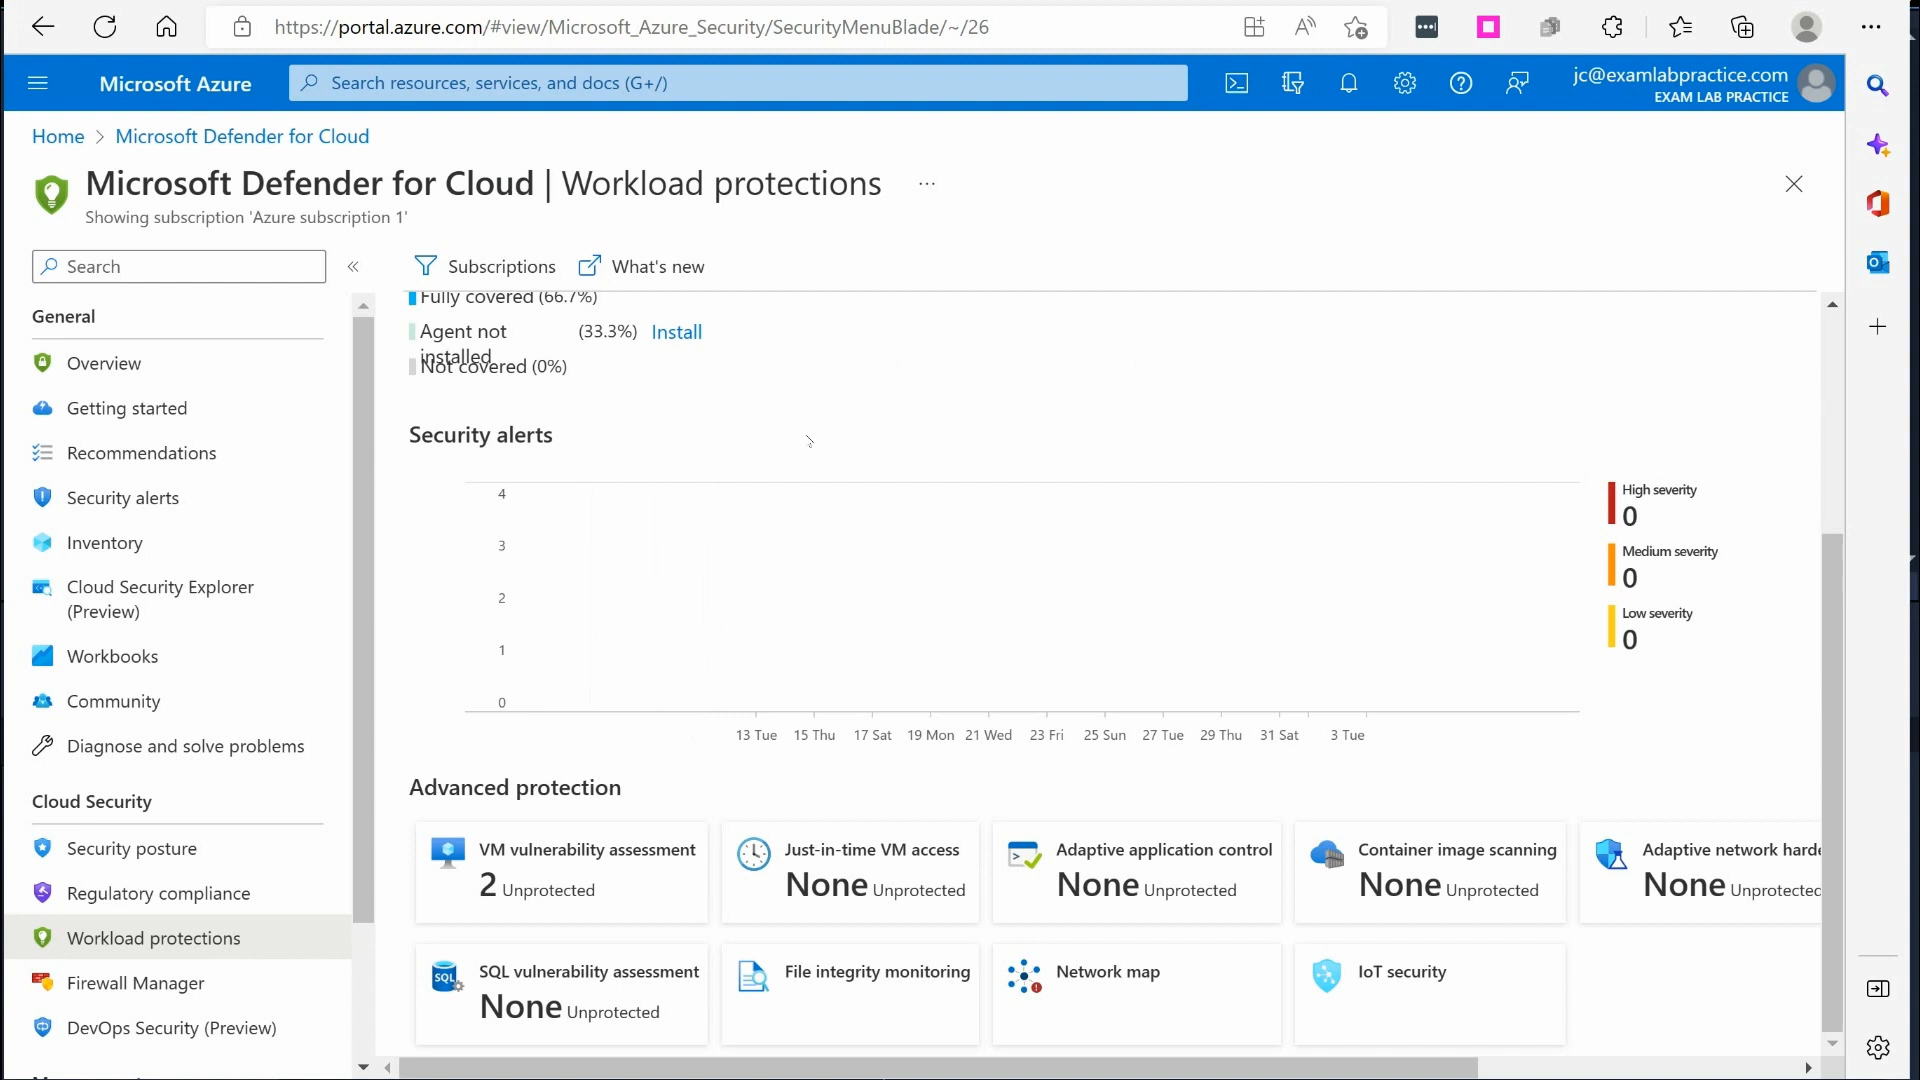 https://portal.azure.com/#view/Microsoft_Azure_Security/SecurityMenuBlade/~/26
Microsoft Azure
Search resources, services, and docs (G+/)
jc@examlabpractice.com
EXAM LAB PRACTICE
Home > Microsoft Defender for Cloud
Microsoft Defender for Cloud | Workload protections
Showing subscription 'Azure subscription 1'
Search
Subscriptions
What's new
General
Overview
Getting started
Recommendations
Security alerts
Inventory
Cloud Security Explorer
(Preview)
Workbooks
Community
Diagnose and solve problems
Cloud Security
Security posture
Regulatory compliance
Workload protections
Firewall Manager
DevOps Security (Preview)
Fully covered (66.7%)
Agent not installed (33.3%) Install
Not covered (0%)
Security alerts
4
3
2
1
0
13 Tue 15 Thu 17 Sat 19 Mon 21 Wed 23 Fri 25 Sun 27 Tue 29 Thu 31 Sat 3 Tue
High severity
0
Medium severity
0
Low severity
0
Advanced protection
VM vulnerability assessment
2 Unprotected
Just-in-time VM access
None Unprotected
Adaptive application control
None Unprotected
Container image scanning
None Unprotected
Adaptive network harde
None Unprotected
SQL vulnerability assessment
None Unprotected
File integrity monitoring
Network map
IoT security